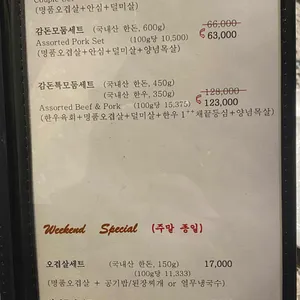 (명품오겹살+안심+덜미살)
감돈모둠세트 (국내산 한돈, 600g) 66,000
Assorted Pork Set (100g당 10,500) 63,000
(명품오겹살+안심+덜미살+양념목살)
감돈특모둠세트 (국내산 한돈, 450g)
(국내산 한우, 350g) 128,000
Assorted Beef & Pork (100g당 15,375) 123,000
(한우육회+명품오겹살+덜미살+한우 1++채끝등심+양념목살)
Weekend Special (주말 종일)
오겹살세트 (국내산 한돈, 150g) 17,000
(100g당 11,333)
(명품오겹살 + 공기밥/된장찌개 or 열무냉국수)